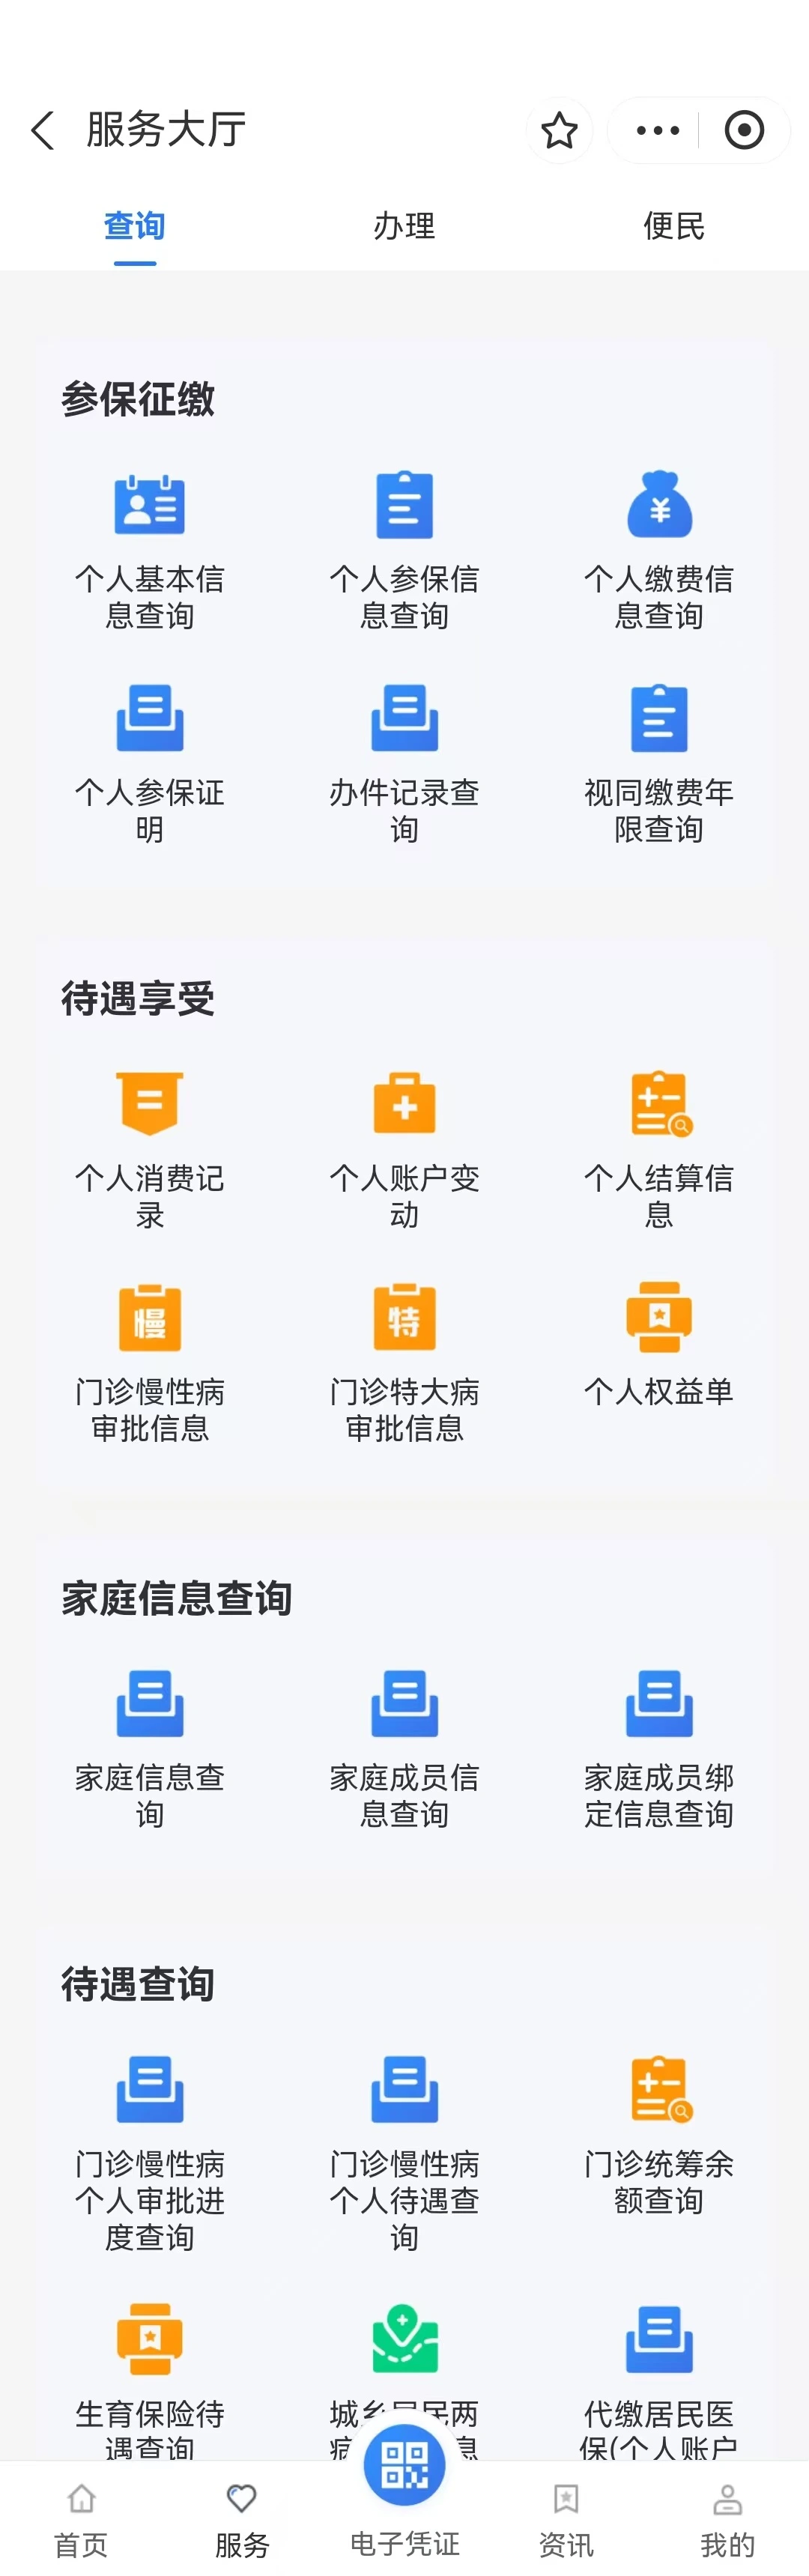 服务大厅
查询
办理
便民
参保征缴
个人基本信
息查询
个人参保信
息查询
个人缴费信
息查询
个人参保证
明
办件记录查
询
视同缴费年
限查询
待遇享受
个人消费记
录
个人账户变
动
个人结算信
息
慢
门诊慢性病
审批信息
特
门诊特大病
审批信息
个人权益单
家庭信息查询
家庭信息查
询
家庭成员信
息查询
家庭成员绑
定信息查询
待遇查询
门诊慢性病
个人审批进
度查询
门诊慢性病
个人待遇查
询
门诊统筹余
额查询
生育保险待
遇查询
城乡居民两
病 息
代缴居民医
保(个人账户
首页
服务
电子凭证
资讯
我的